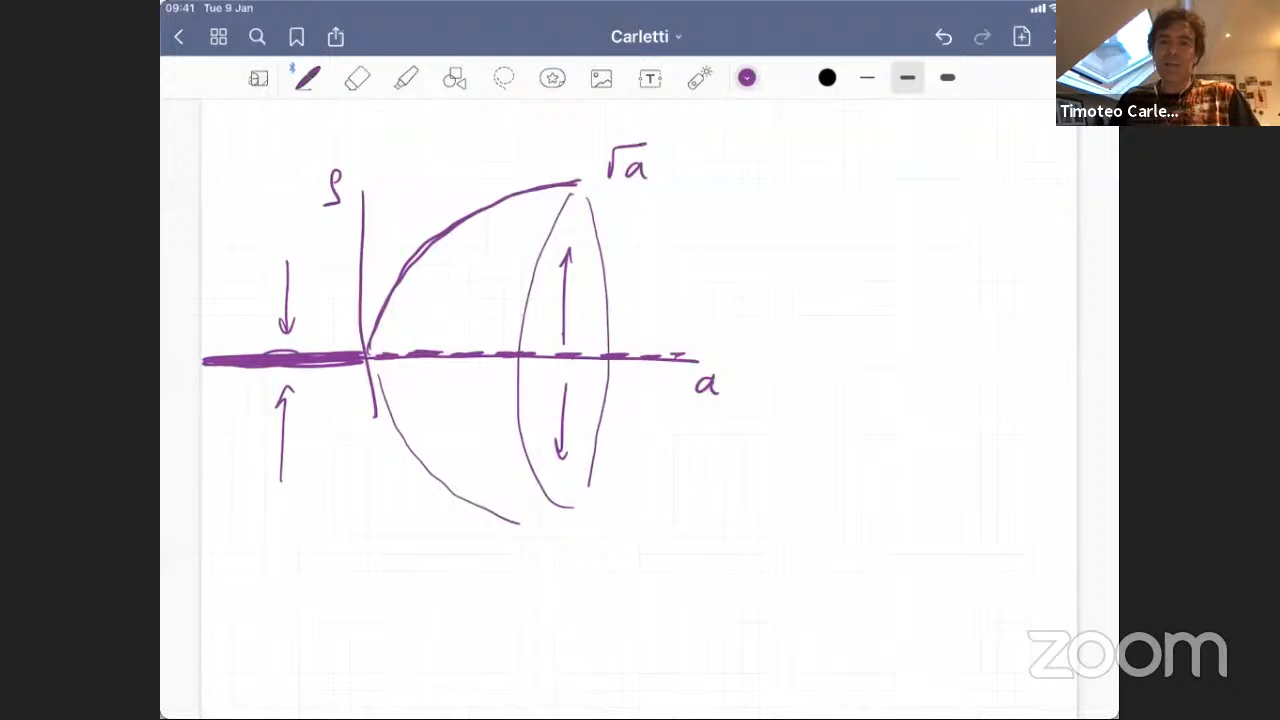 09:41 Tue 9 Jan
Carletti
Timoteo Carle...
√a
ρ
a
zoom